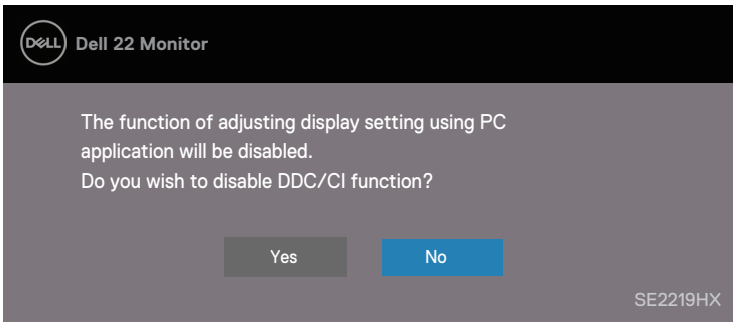 DELL Dell 22 Monitor
The function of adjusting display setting using PC
application will be disabled.
Do you wish to disable DDC/CI function?
Yes No
SE2219HX